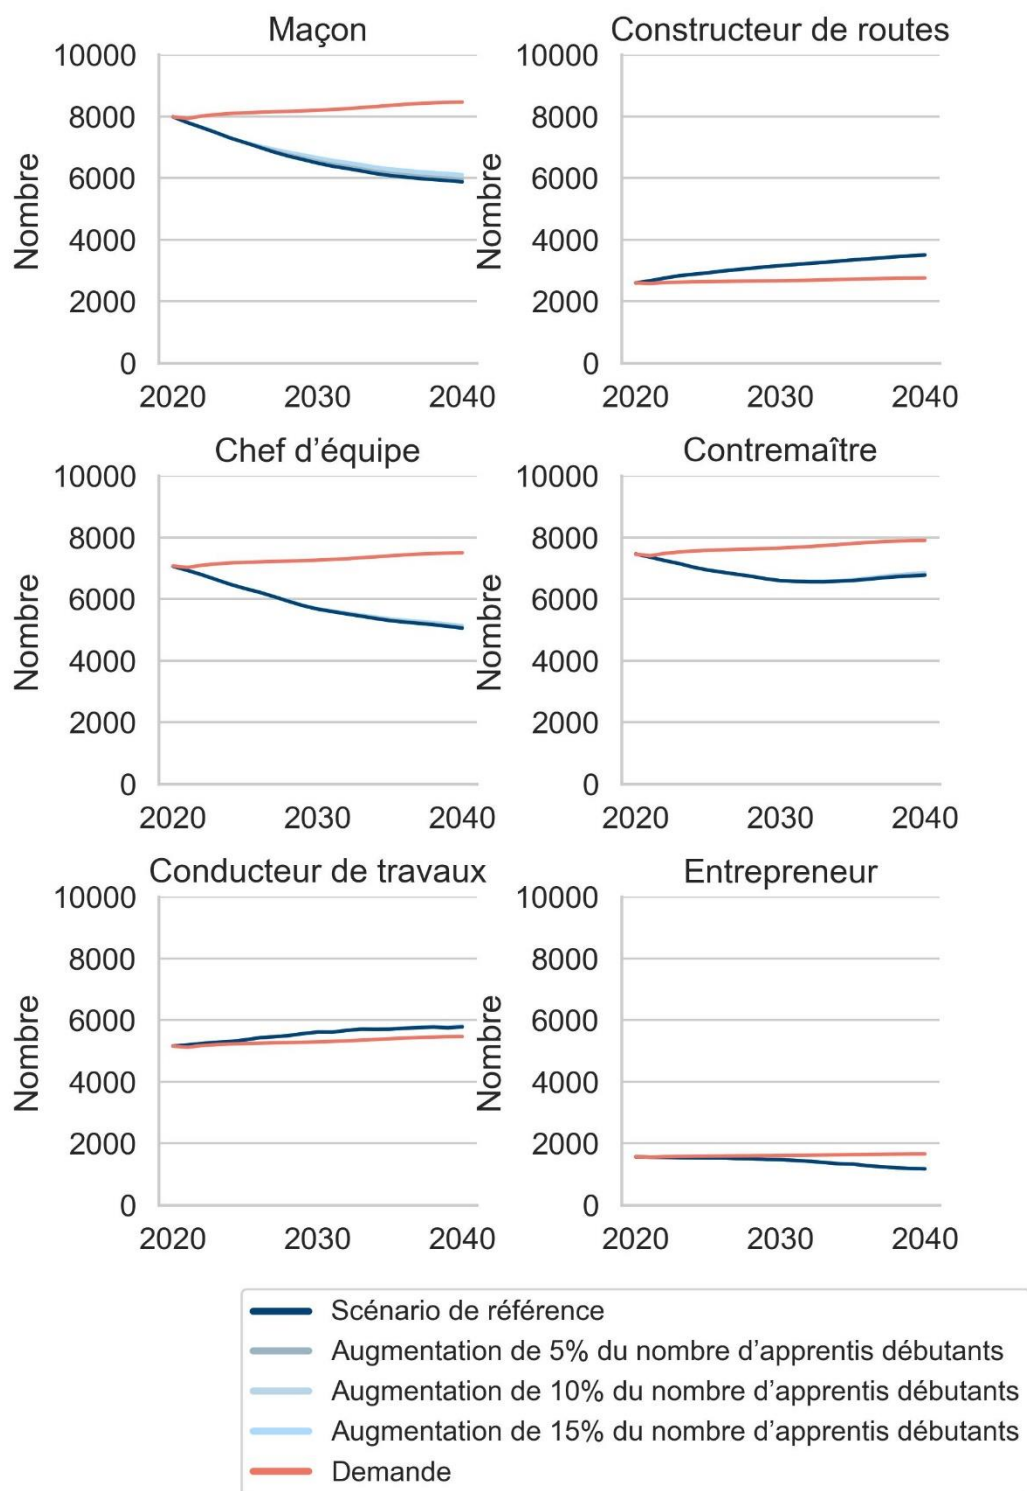 Maçon
Constructeur de routes
10000
8000
6000
4000
2000
0
Nombre
2020 2030 2040
10000
8000
6000
4000
2000
0
Nombre
2020 2030 2040
Chef d’équipe
Contremaître
10000
8000
6000
4000
2000
0
Nombre
2020 2030 2040
10000
8000
6000
4000
2000
0
Nombre
2020 2030 2040
Conducteur de travaux
Entrepreneur
10000
8000
6000
4000
2000
0
Nombre
2020 2030 2040
10000
8000
6000
4000
2000
0
Nombre
2020 2030 2040
Scénario de référence
Augmentation de 5% du nombre d’apprentis débutants
Augmentation de 10% du nombre d’apprentis débutants
Augmentation de 15% du nombre d’apprentis débutants
Demande